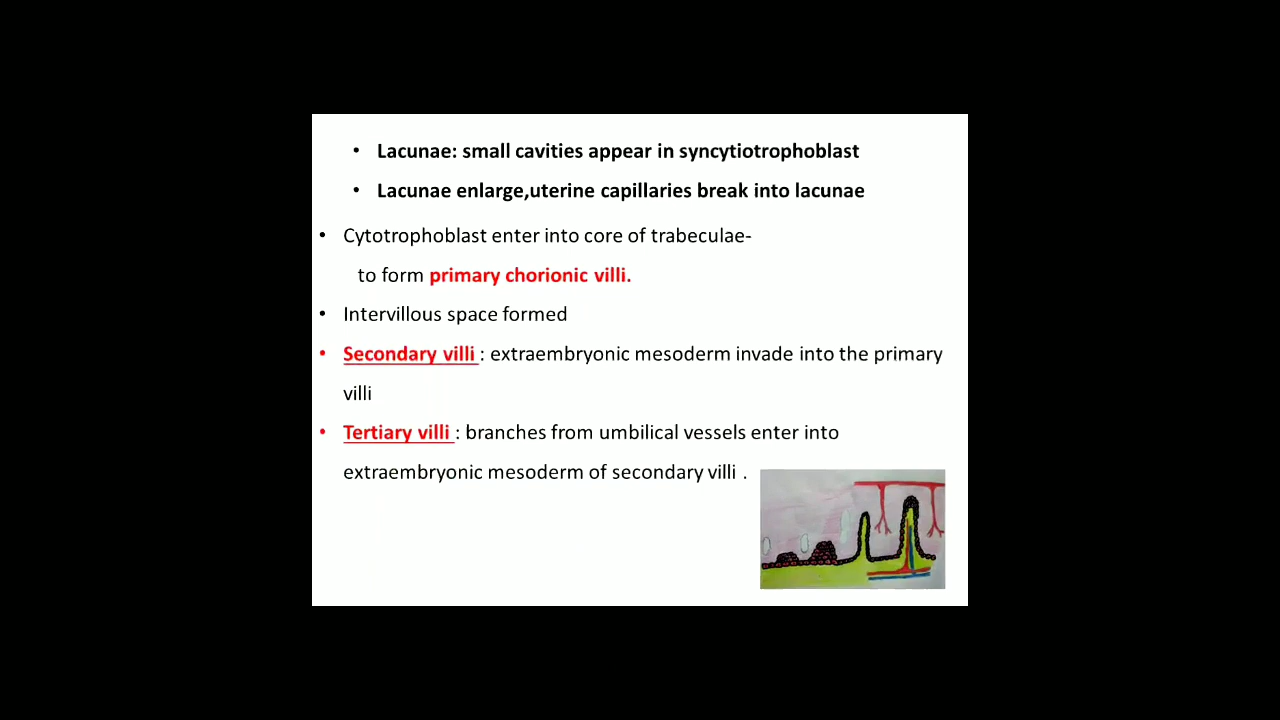 • Lacunae: small cavities appear in syncytiotrophoblast
• Lacunae enlarge,uterine capillaries break into lacunae
• Cytotrophoblast enter into core of trabeculae-
to form primary chorionic villi.
• Intervillous space formed
• Secondary villi : extraembryonic mesoderm invade into the primary
villi
• Tertiary villi : branches from umbilical vessels enter into
extraembryonic mesoderm of secondary villi .